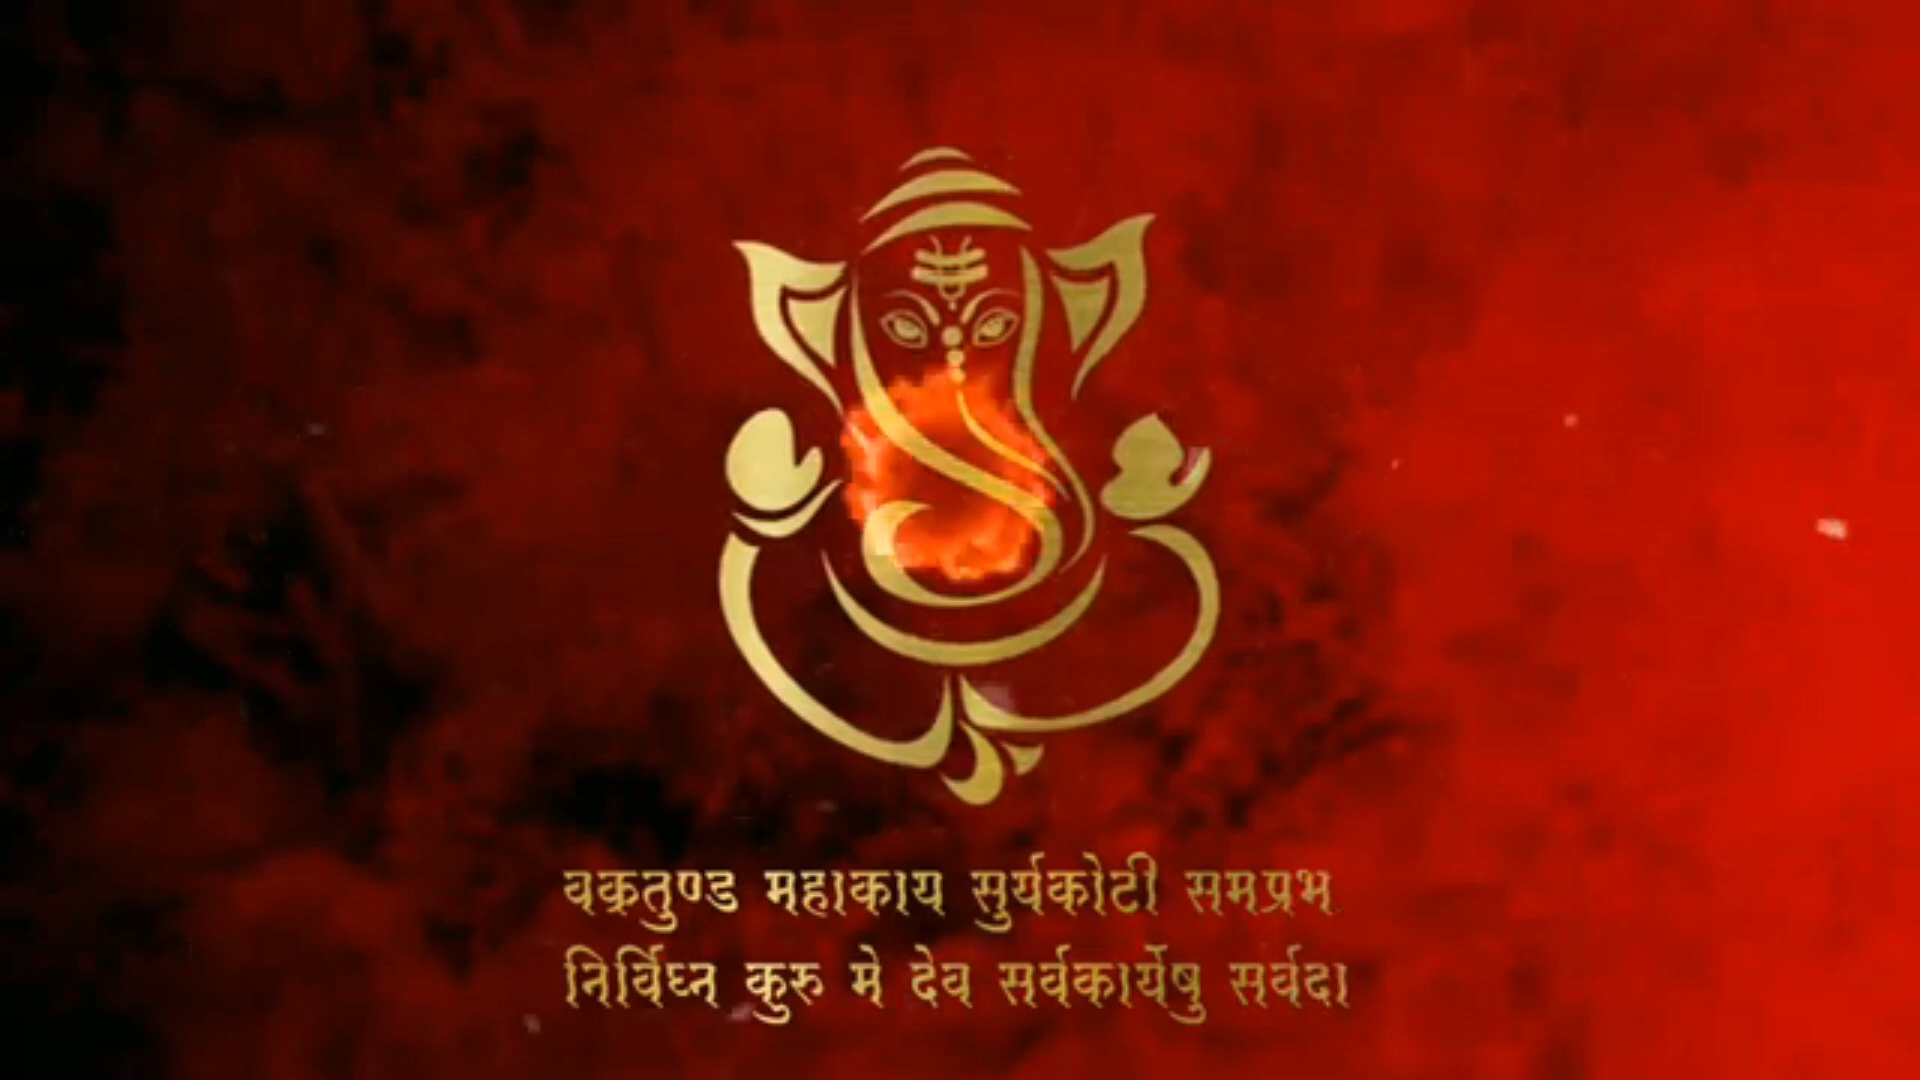 वक्रतुण्ड महाकाय सुर्यकोटी समप्रभ
निर्विघ्न कुरु मे देव सर्वकार्येषु सर्वदा